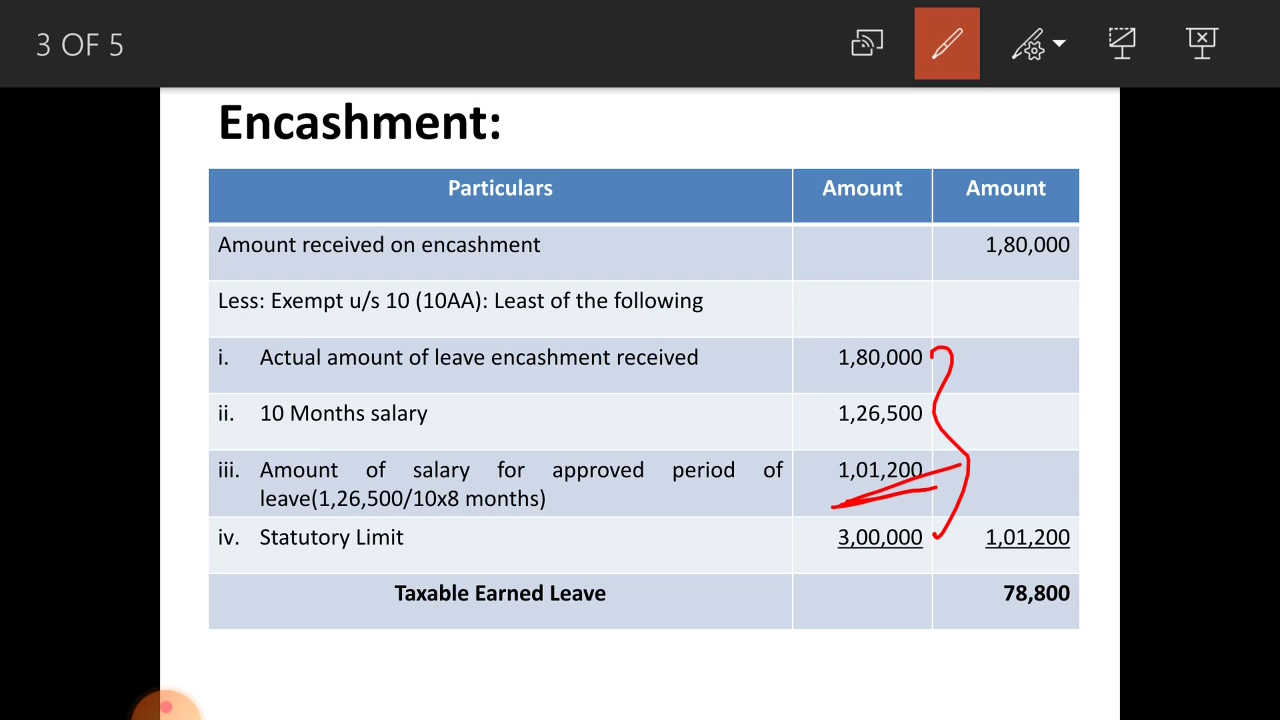 3 OF 5
Encashment:
Particulars Amount Amount
Amount received on encashment 1,80,000
Less: Exempt u/s 10 (10AA): Least of the following
i. Actual amount of leave encashment received 1,80,000
ii. 10 Months salary 1,26,500
iii. Amount of salary for approved period of 1,01,200
leave(1,26,500/10x8 months)
iv. Statutory Limit 3,00,000 1,01,200
Taxable Earned Leave 78,800